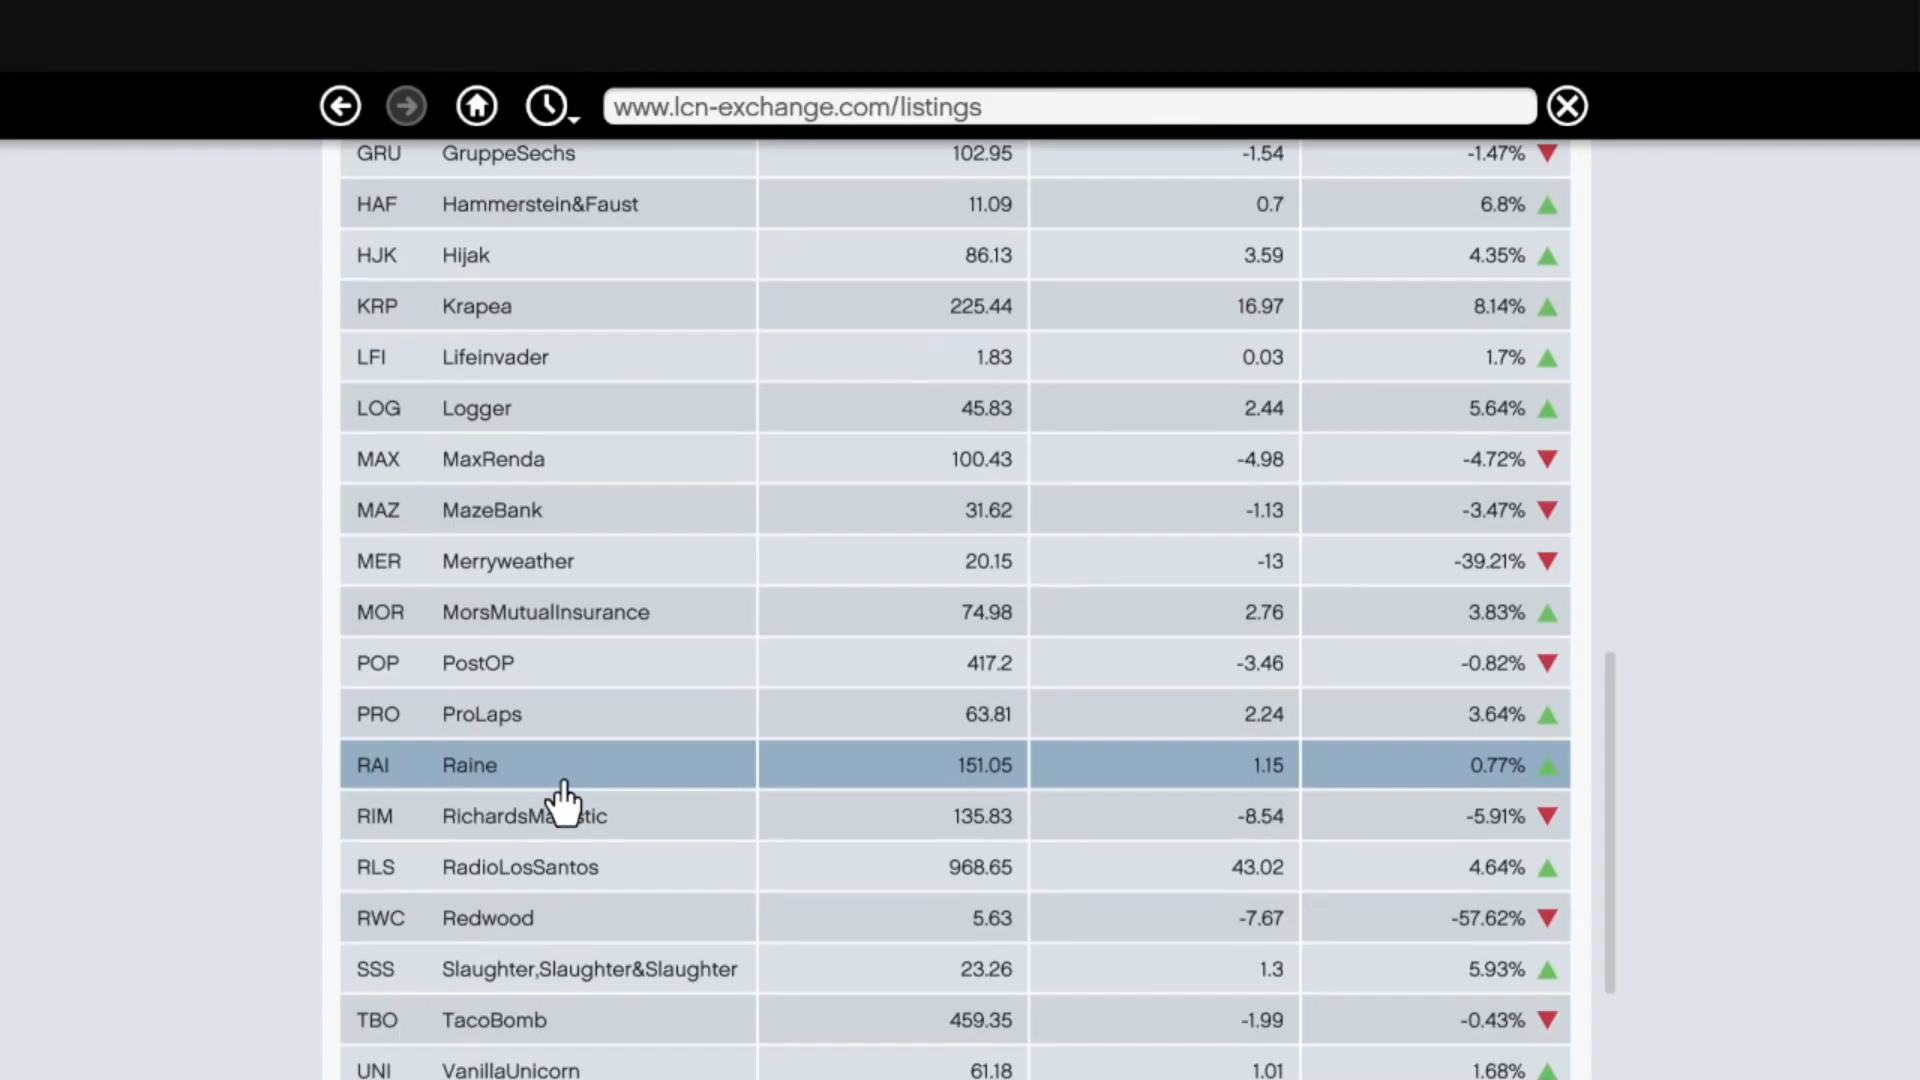 www.lcn-exchange.com/listings
GRU GruppeSechs 102.95 -1.54 -1.47%
HAF Hammerstein&Faust 11.09 0.7 6.8%
HJK Hijak 86.13 3.59 4.35%
KRP Krapea 225.44 16.97 8.14%
LFI Lifeinvader 1.83 0.03 1.7%
LOG Logger 45.83 2.44 5.64%
MAX MaxRenda 100.43 -4.98 -4.72%
MAZ MazeBank 31.62 -1.13 -3.47%
MER Merryweather 20.15 -13 -39.21%
MOR MorsMutualInsurance 74.98 2.76 3.83%
POP PostOP 417.2 -3.46 -0.82%
PRO ProLaps 63.81 2.24 3.64%
RAI Raine 151.05 1.15 0.77%
RIM 135.83 -8.54 -5.91%
RLS RadioLosSantos 968.65 43.02 4.64%
RWC Redwood 5.63 -7.67 -57.62%
SSS Slaughter,Slaughter&Slaughter 23.26 1.3 5.93%
TBO TacoBomb 459.35 -1.99 -0.43%
UNI VanillaUnicorn 61.18 1.01 1.68%